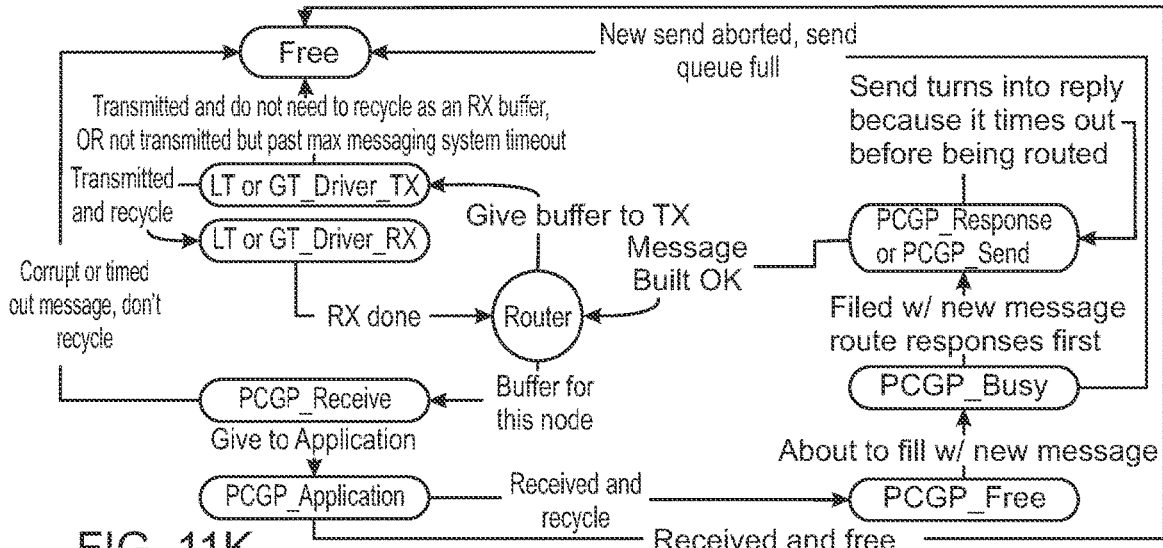 Free
New send aborted, send
queue full
Transmitted and do not need to recycle as an RX buffer,
OR not transmitted but past max messaging system timeout
Send turns into reply
because it times out
before being routed
Transmitted
and recycle
LT or GT_Driver_TX
LT or GT_Driver_RX
Give buffer to TX
Message
Built OK
PCGP_Response
or PCGP_Send
Corrupt or timed
out message, don't
recycle
RX done
Router
Filed w/ new message
route responses first
PCGP_Receive
Buffer for
this node
PCGP_Busy
Give to Application
About to fill w/ new message
PCGP_Application
Received and
recycle
PCGP_Free
Received and free
FIG. 11K